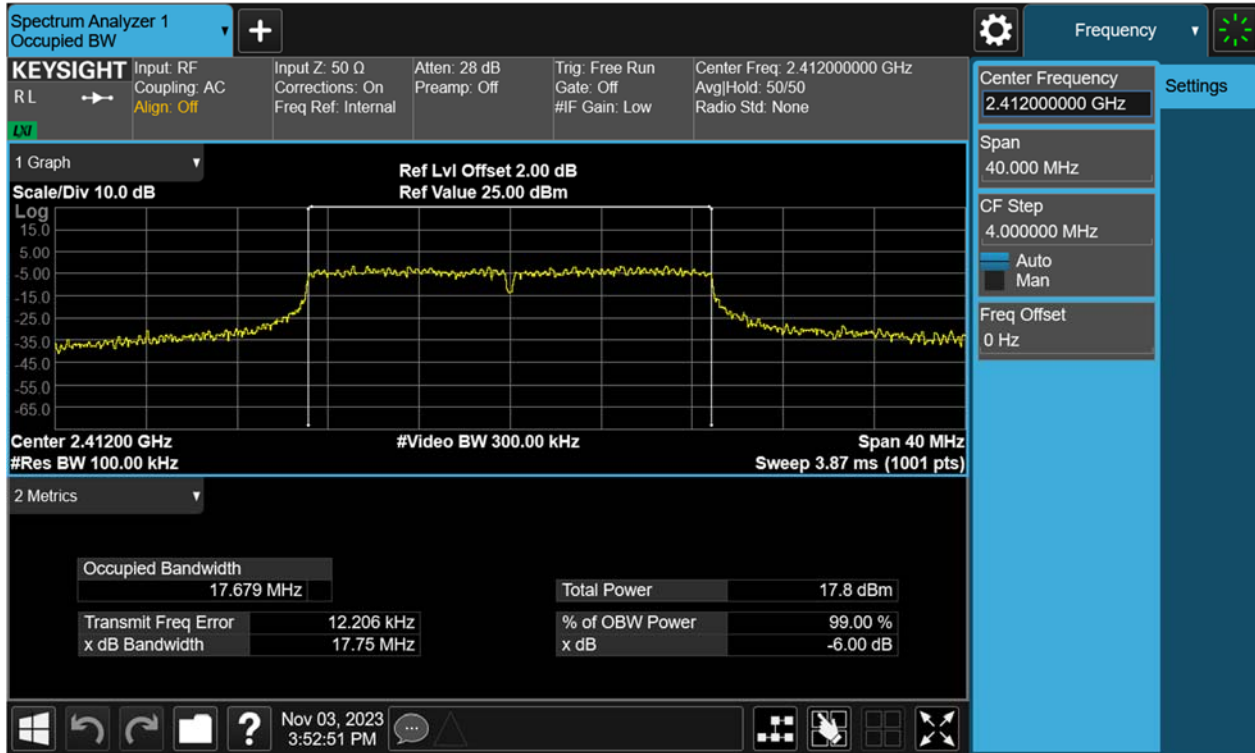 Spectrum Analyzer 1
Occupied BW
+
Frequency
KEYSIGHT
R L
LXI
Input: RF
Coupling: AC
Align: Off
Input Z: 50 Ω
Corrections: On
Freq Ref: Internal
Atten: 28 dB
Preamp: Off
Trig: Free Run
Gate: Off
#IF Gain: Low
Center Freq: 2.412000000 GHz
Avg|Hold: 50/50
Radio Std: None
Center Frequency
2.412000000 GHz
Settings
Span
40.000 MHz
CF Step
4.000000 MHz
Auto
Man
Freq Offset
0 Hz
1 Graph
Scale/Div 10.0 dB
Ref Lvl Offset 2.00 dB
Ref Value 25.00 dBm
Log
15.0
5.00
-5.00
-15.0
-25.0
-35.0
-45.0
-55.0
-65.0
Center 2.41200 GHz
#Video BW 300.00 kHz
Span 40 MHz
#Res BW 100.00 kHz
Sweep 3.87 ms (1001 pts)
2 Metrics
Occupied Bandwidth
17.679 MHz
Total Power 17.8 dBm
Transmit Freq Error 12.206 kHz
% of OBW Power 99.00 %
x dB Bandwidth 17.75 MHz
x dB -6.00 dB
?
Nov 03, 2023
3:52:51 PM